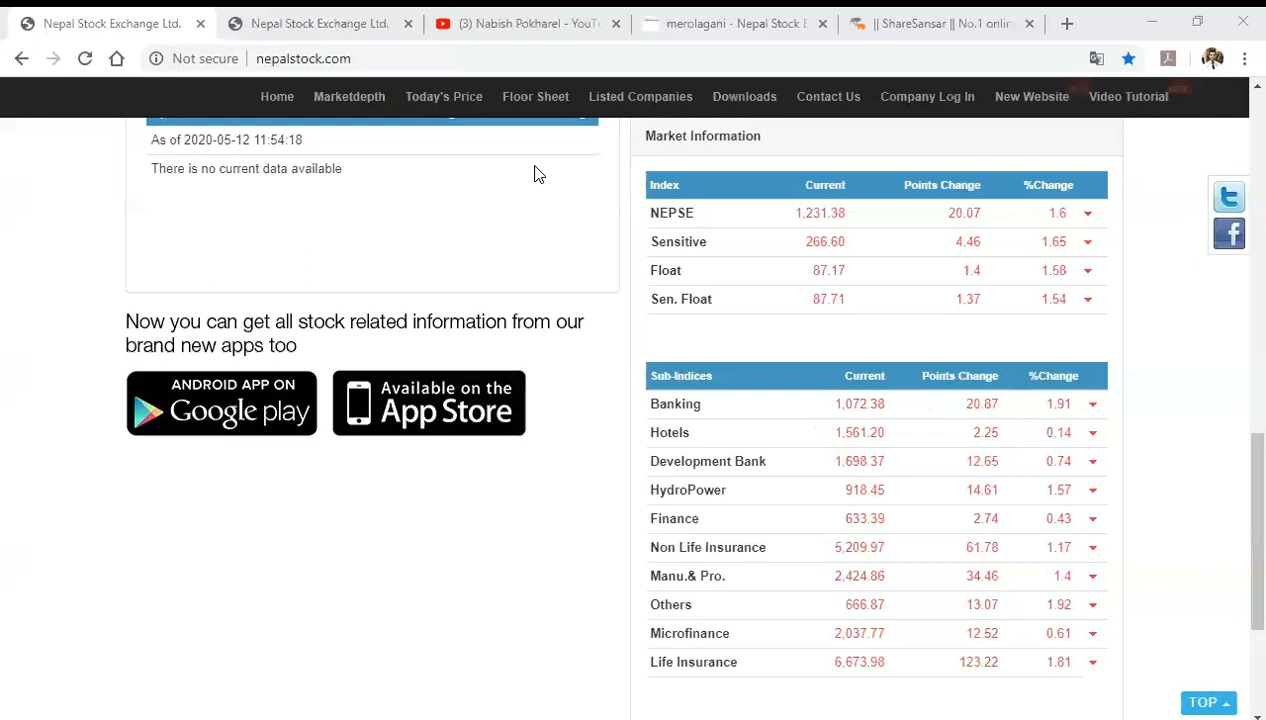 Nepal Stock Exchange Ltd.
Nepal Stock Exchange Ltd.
(3) Nabish Pokharel - YouTu
merolagani - Nepal Stock E
|| ShareSansar || No.1 onlin
Not secure | nepalstock.com
Home Marketdepth Today's Price Floor Sheet Listed Companies Downloads Contact Us Company Log In New Website Video Tutorial
As of 2020-05-12 11:54:18
There is no current data available
Now you can get all stock related information from our
brand new apps too
ANDROID APP ON
Google play
Available on the
App Store
Market Information
Index Current Points Change %Change
NEPSE 1,231.38 20.07 1.6
Sensitive 266.60 4.46 1.65
Float 87.17 1.4 1.58
Sen. Float 87.71 1.37 1.54
Sub-Indices Current Points Change %Change
Banking 1,072.38 20.87 1.91
Hotels 1,561.20 2.25 0.14
Development Bank 1,698.37 12.65 0.74
HydroPower 918.45 14.61 1.57
Finance 633.39 2.74 0.43
Non Life Insurance 5,209.97 61.78 1.17
Manu.& Pro. 2,424.86 34.46 1.4
Others 666.87 13.07 1.92
Microfinance 2,037.77 12.52 0.61
Life Insurance 6,673.98 123.22 1.81
TOP